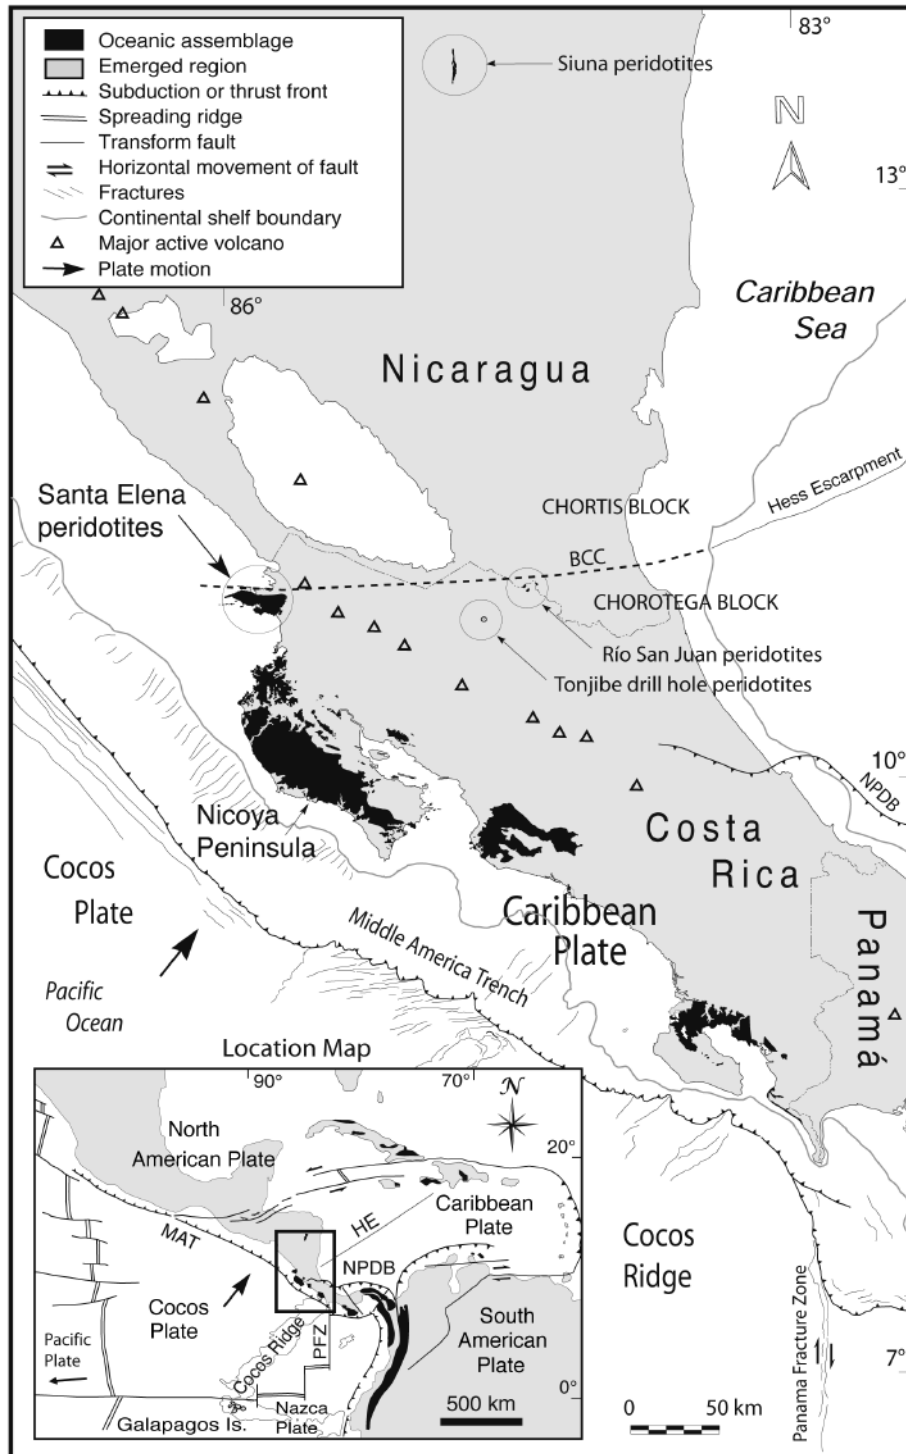 Oceanic assemblage
Emerged region
Subduction or thrust front
Spreading ridge
Transform fault
Horizontal movement of fault
Fractures
Continental shelf boundary
Major active volcano
Plate motion
Siuna peridotites
83°
N
13°
86°
Caribbean
Sea
Nicaragua
Santa Elena
peridotites
CHORTIS BLOCK
Hess Escarpment
BCC
CHOROTEGA BLOCK
Río San Juan peridotites
Tonjibe drill hole peridotites
10°
NPDB
Nicoya
Peninsula
Costa
Rica
Cocos
Plate
Caribbean
Plate
Middle America Trench
Panamá
Pacific
Ocean
Location Map
90°
70°
N
North
American Plate
20°
Caribbean
Plate
HE
MAT
NPDB
Cocos
Plate
South
American
Plate
Pacific
Plate
Cocos Ridge
PFZ
0°
Nazca
Plate
Galapagos Is.
500 km
Cocos
Ridge
Panama Fracture Zone
7°
0
50 km